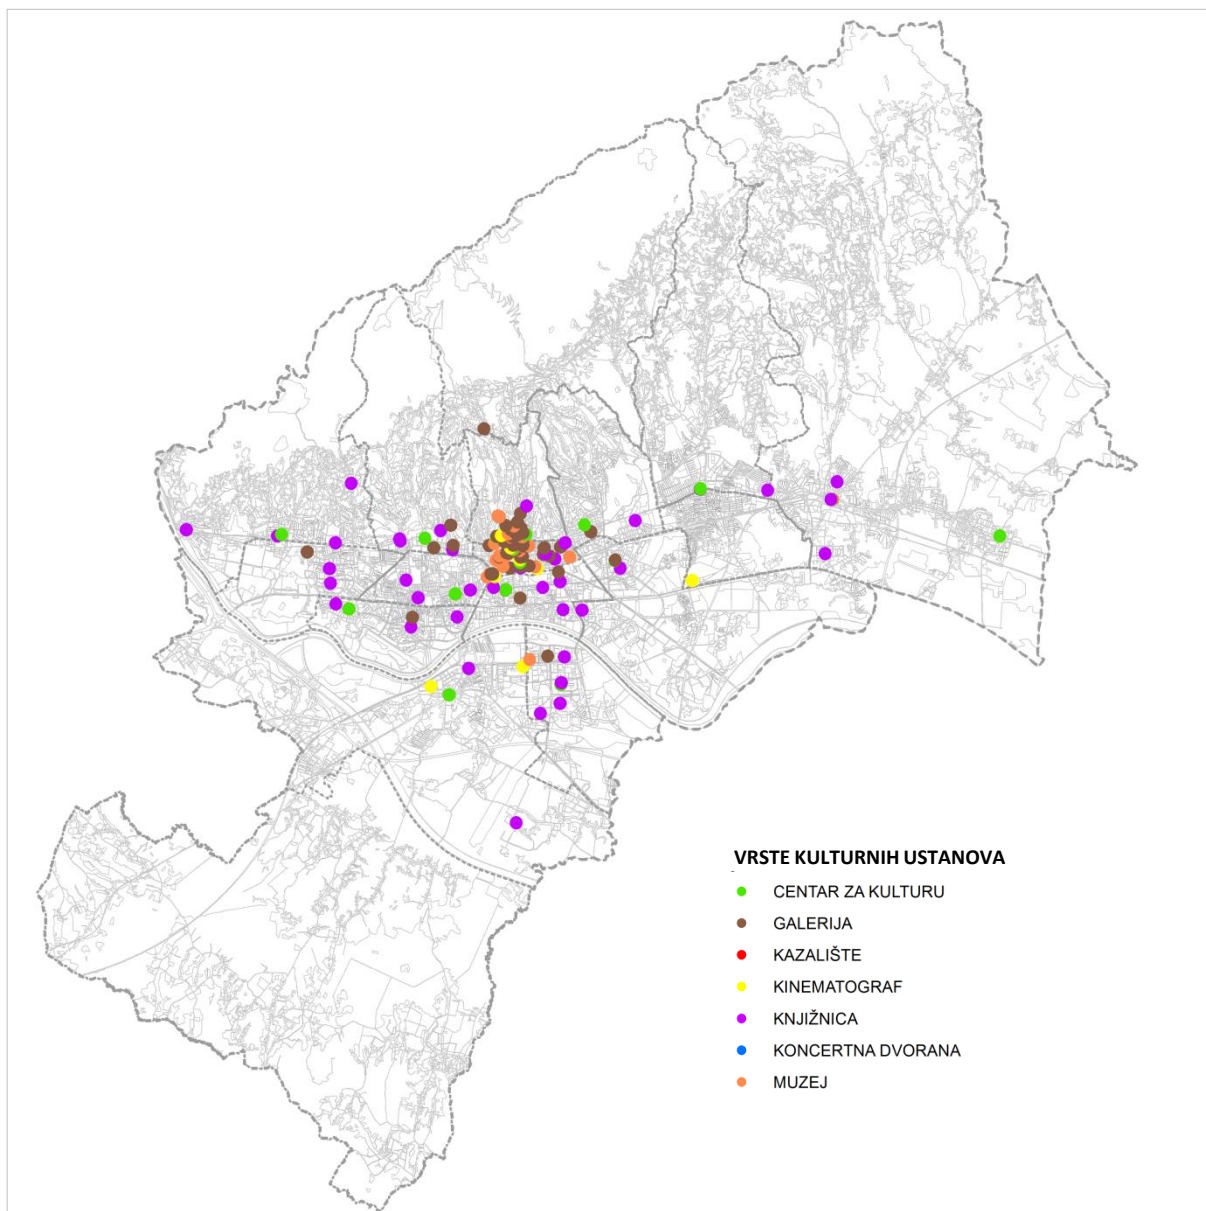 VRSTE KULTURNIH USTANOVA
CENTAR ZA KULTURU
GALERIJA
KAZALIŠTE
KINEMATOGRAF
KNJIŽNICA
KONCERTNA DVORANA
MUZEJ